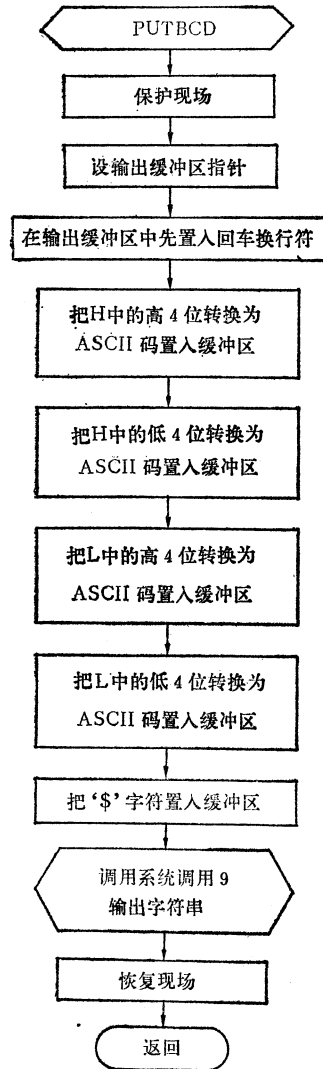 PUTBCD
保护现场
设输出缓冲区指针
在输出缓冲区中先置入回车换行符
把H中的高4位转换为
ASCII码置入缓冲区
把H中的低4位转换为
ASCII码置入缓冲区
把L中的高4位转换为
ASCII码置入缓冲区
把L中的低4位转换为
ASCII码置入缓冲区
把‘$’字符置入缓冲区
调用系统调用9
输出字符串
恢复现场
返回